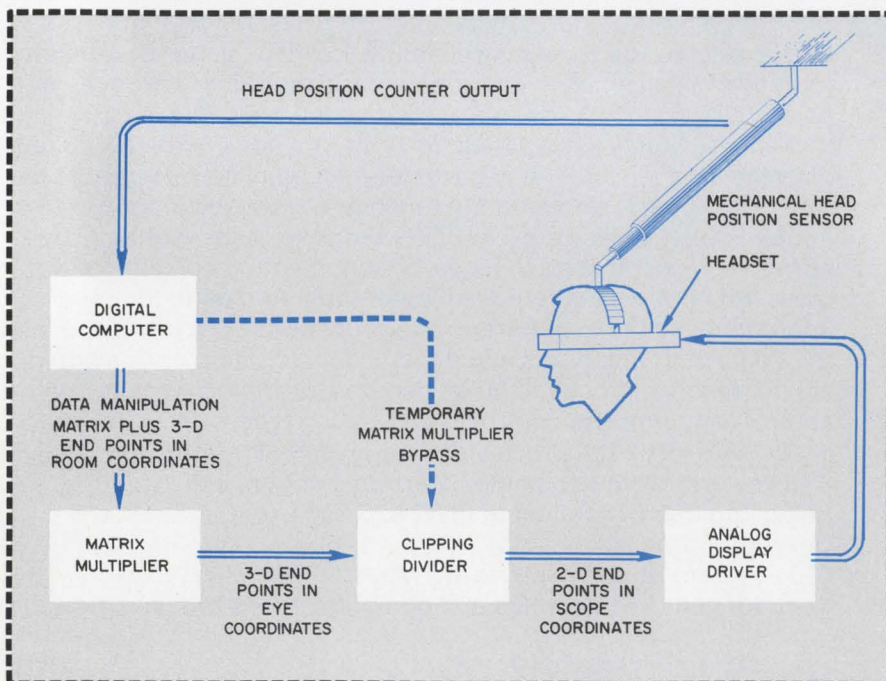 HEAD POSITION COUNTER OUTPUT
MECHANICAL HEAD
POSITION SENSOR
HEADSET
DIGITAL
COMPUTER
DATA MANIPULATION
MATRIX PLUS 3-D
END POINTS IN
ROOM COORDINATES
TEMPORARY
MATRIX MULTIPLIER
BYPASS
MATRIX
MULTIPLIER
3-D END
POINTS IN
EYE
COORDINATES
CLIPPING
DIVIDER
2-D END
POINTS IN
SCOPE
COORDINATES
ANALOG
DISPLAY
DRIVER